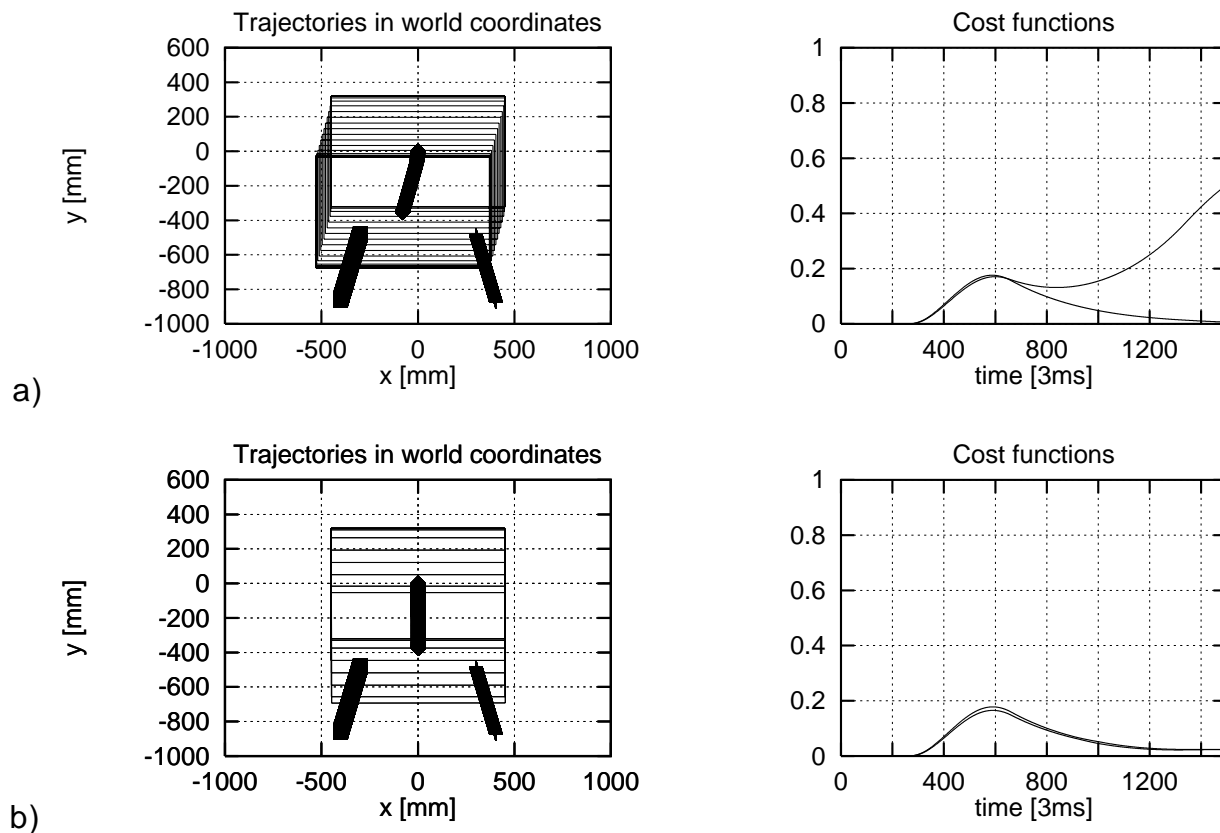 Trajectories in world coordinates
600
400
200
0
-200
-400
-600
-800
-1000
y [mm]
-1000 -500 0 500 1000
x [mm]
Cost functions
1
0.8
0.6
0.4
0.2
0
0 400 800 1200
time [3ms]
a)
Trajectories in world coordinates
600
400
200
0
-200
-400
-600
-800
-1000
y [mm]
-1000 -500 0 500 1000
x [mm]
Cost functions
1
0.8
0.6
0.4
0.2
0
0 400 800 1200
time [3ms]
b)